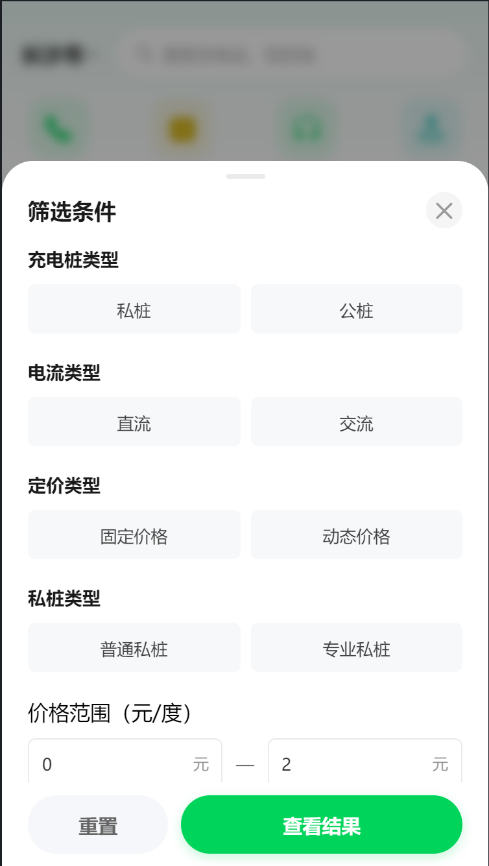 筛选条件
充电桩类型
私桩 公桩
电流类型
直流 交流
定价类型
固定价格 动态价格
私桩类型
普通私桩 专业私桩
价格范围（元/度）
0 元 — 2 元
重置 查看结果